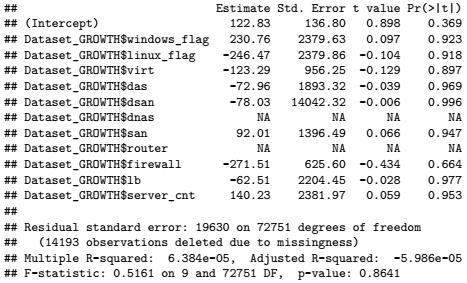 ##                            Estimate Std. Error t value Pr(>|t|)
## (Intercept)                  122.83     136.80   0.898    0.369
## Dataset_GROWTH$windows_flag   230.76    2379.63   0.097    0.923
## Dataset_GROWTH$linux_flag    -246.47    2379.86  -0.104    0.918
## Dataset_GROWTH$virt          -123.29     956.25  -0.129    0.897
## Dataset_GROWTH$das            -72.96    1893.32  -0.039    0.969
## Dataset_GROWTH$dsan           -78.03   14042.32  -0.006    0.996
## Dataset_GROWTH$dnas               NA         NA      NA       NA
## Dataset_GROWTH$san             92.01    1396.49   0.066    0.947
## Dataset_GROWTH$router             NA         NA      NA       NA
## Dataset_GROWTH$firewall      -271.51     625.60  -0.434    0.664
## Dataset_GROWTH$lb             -62.51    2204.45  -0.028    0.977
## Dataset_GROWTH$server_cnt     140.23    2381.97   0.059    0.953
##
## Residual standard error: 19630 on 72751 degrees of freedom
##   (14193 observations deleted due to missingness)
## Multiple R-squared:  6.384e-05, Adjusted R-squared:  -5.986e-05
## F-statistic: 0.5161 on 9 and 72751 DF,  p-value: 0.8641